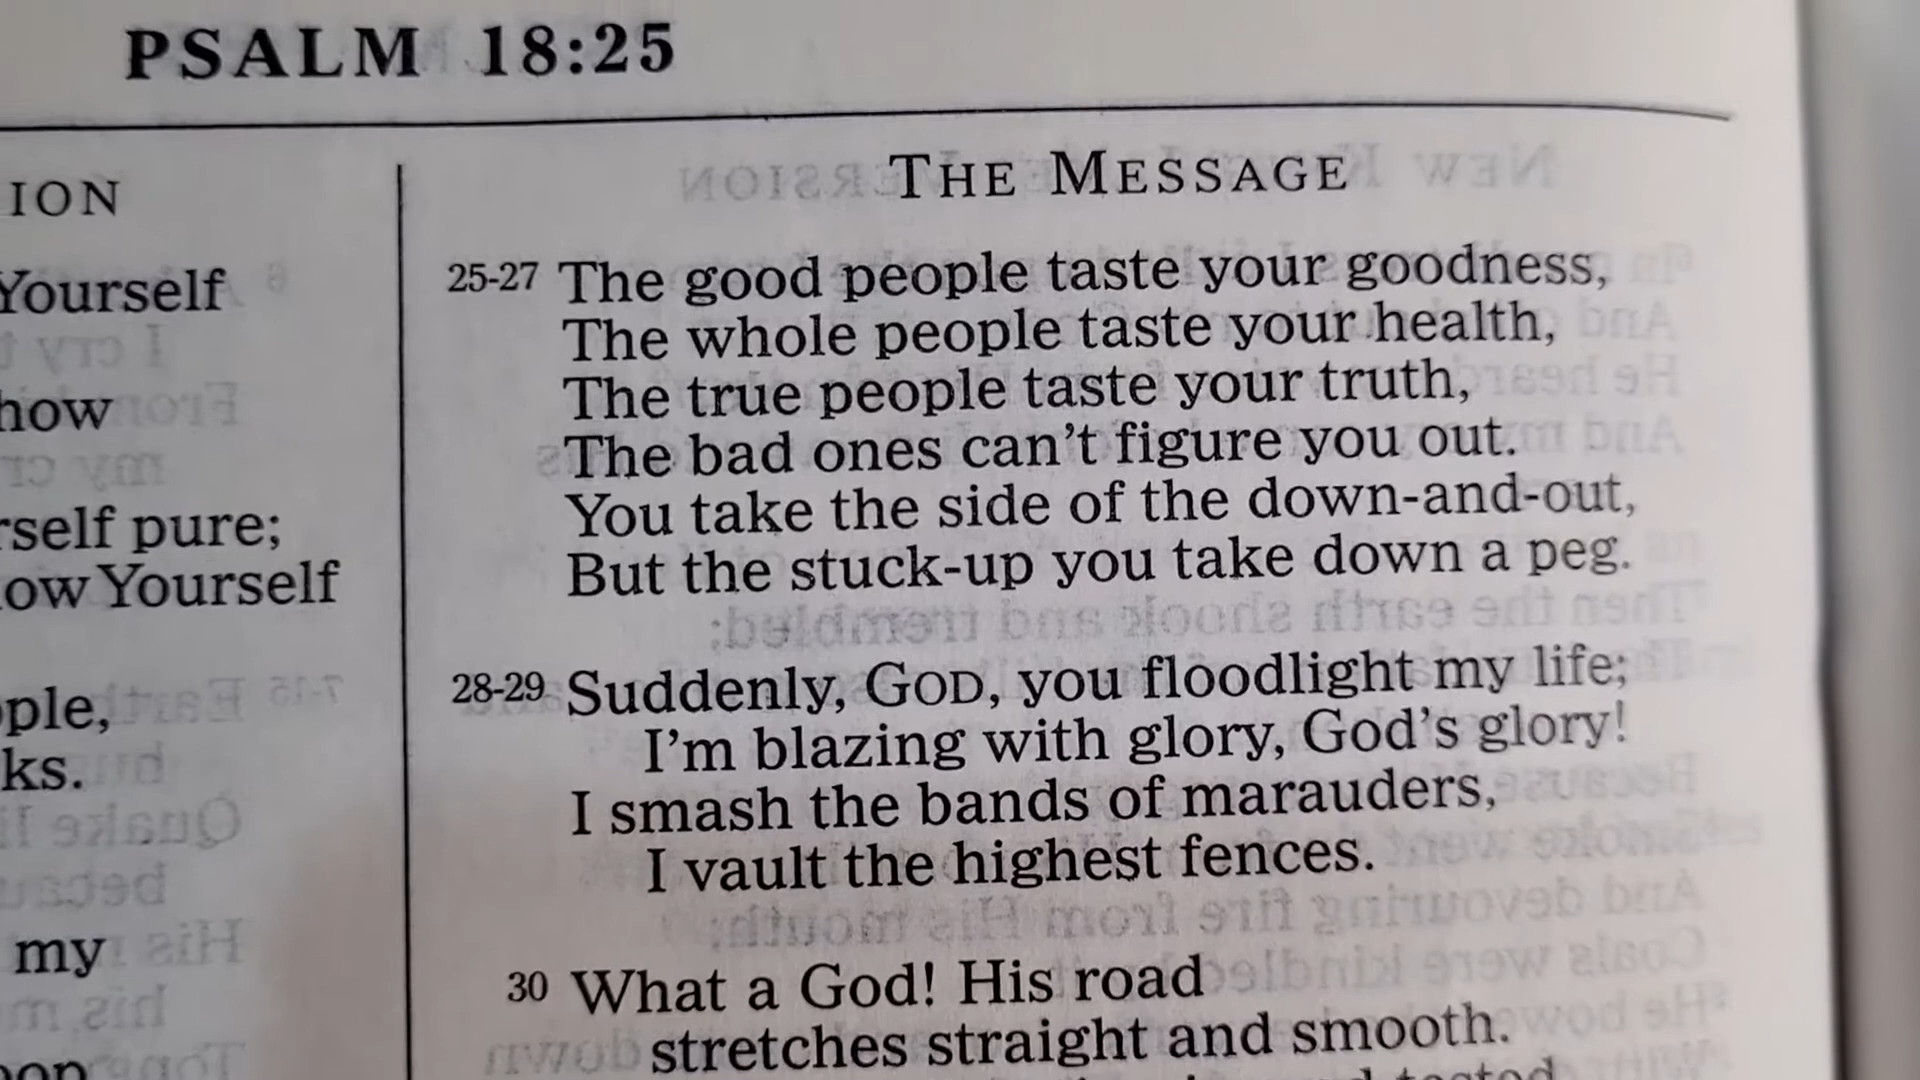 PSALM 18:25
ION
Yourself
how
rself pure;
ow Yourself
ple,
ks.
my
THE MESSAGE
25-27 The good people taste your goodness,
The whole people taste your health,
The true people taste your truth,
The bad ones can't figure you out.
You take the side of the down-and-out,
But the stuck-up you take down a peg.
28-29 Suddenly, GOD, you floodlight my life;
I'm blazing with glory, God's glory!
I smash the bands of marauders,
I vault the highest fences.
30 What a God! His road
stretches straight and smooth.